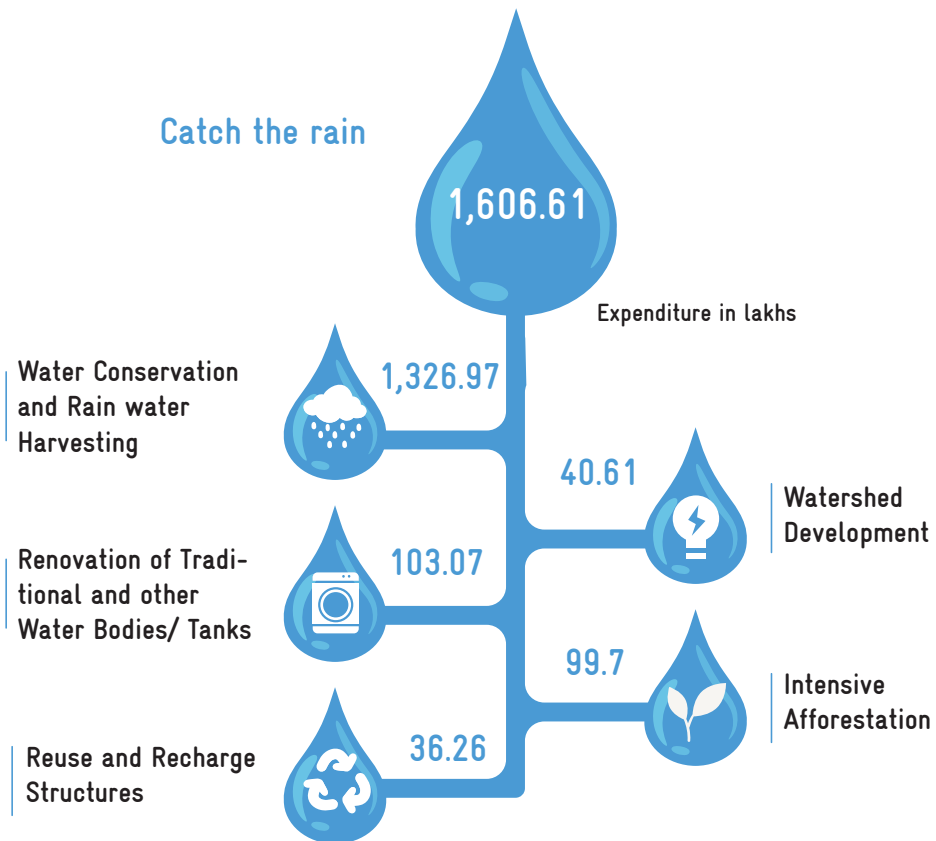 Catch the rain
1,606.61
Expenditure in lakhs
Water Conservation
and Rain water
Harvesting
1,326.97
40.61
Watershed
Development
Renovation of Tradi-
tional and other
Water Bodies/ Tanks
103.07
99.7
Intensive
Afforestation
Reuse and Recharge
Structures
36.26